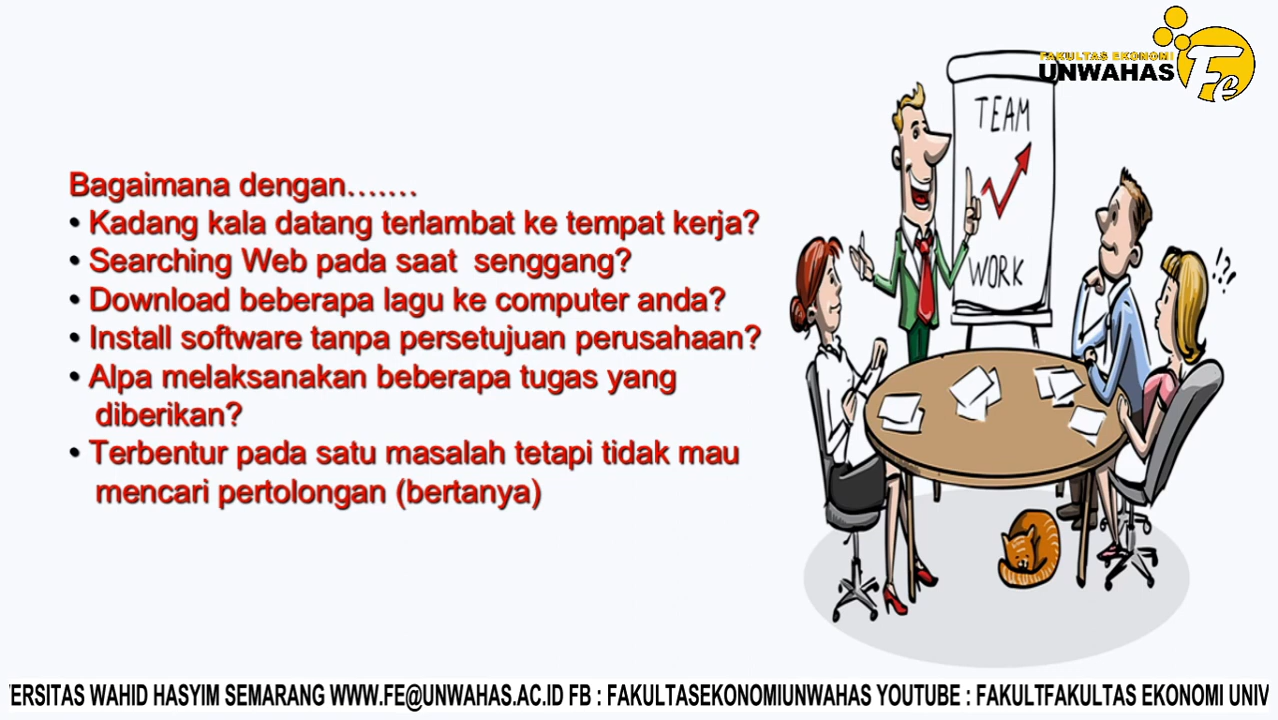 FAKULTAS EKONOMI
UNWAHAS
Fe
TEAM
WORK
!?
Bagaimana dengan…….
• Kadang kala datang terlambat ke tempat kerja?
• Searching Web pada saat senggang?
• Download beberapa lagu ke computer anda?
• Install software tanpa persetujuan perusahaan?
• Alpa melaksanakan beberapa tugas yang
diberikan?
• Terbentur pada satu masalah tetapi tidak mau
mencari pertolongan (bertanya)
VERSITAS WAHID HASYIM SEMARANG WWW.FE@UNWAHAS.AC.ID FB : FAKULTASEKONOMIUNWAHAS YOUTUBE : FAKULTFAKULTAS EKONOMI UNIV